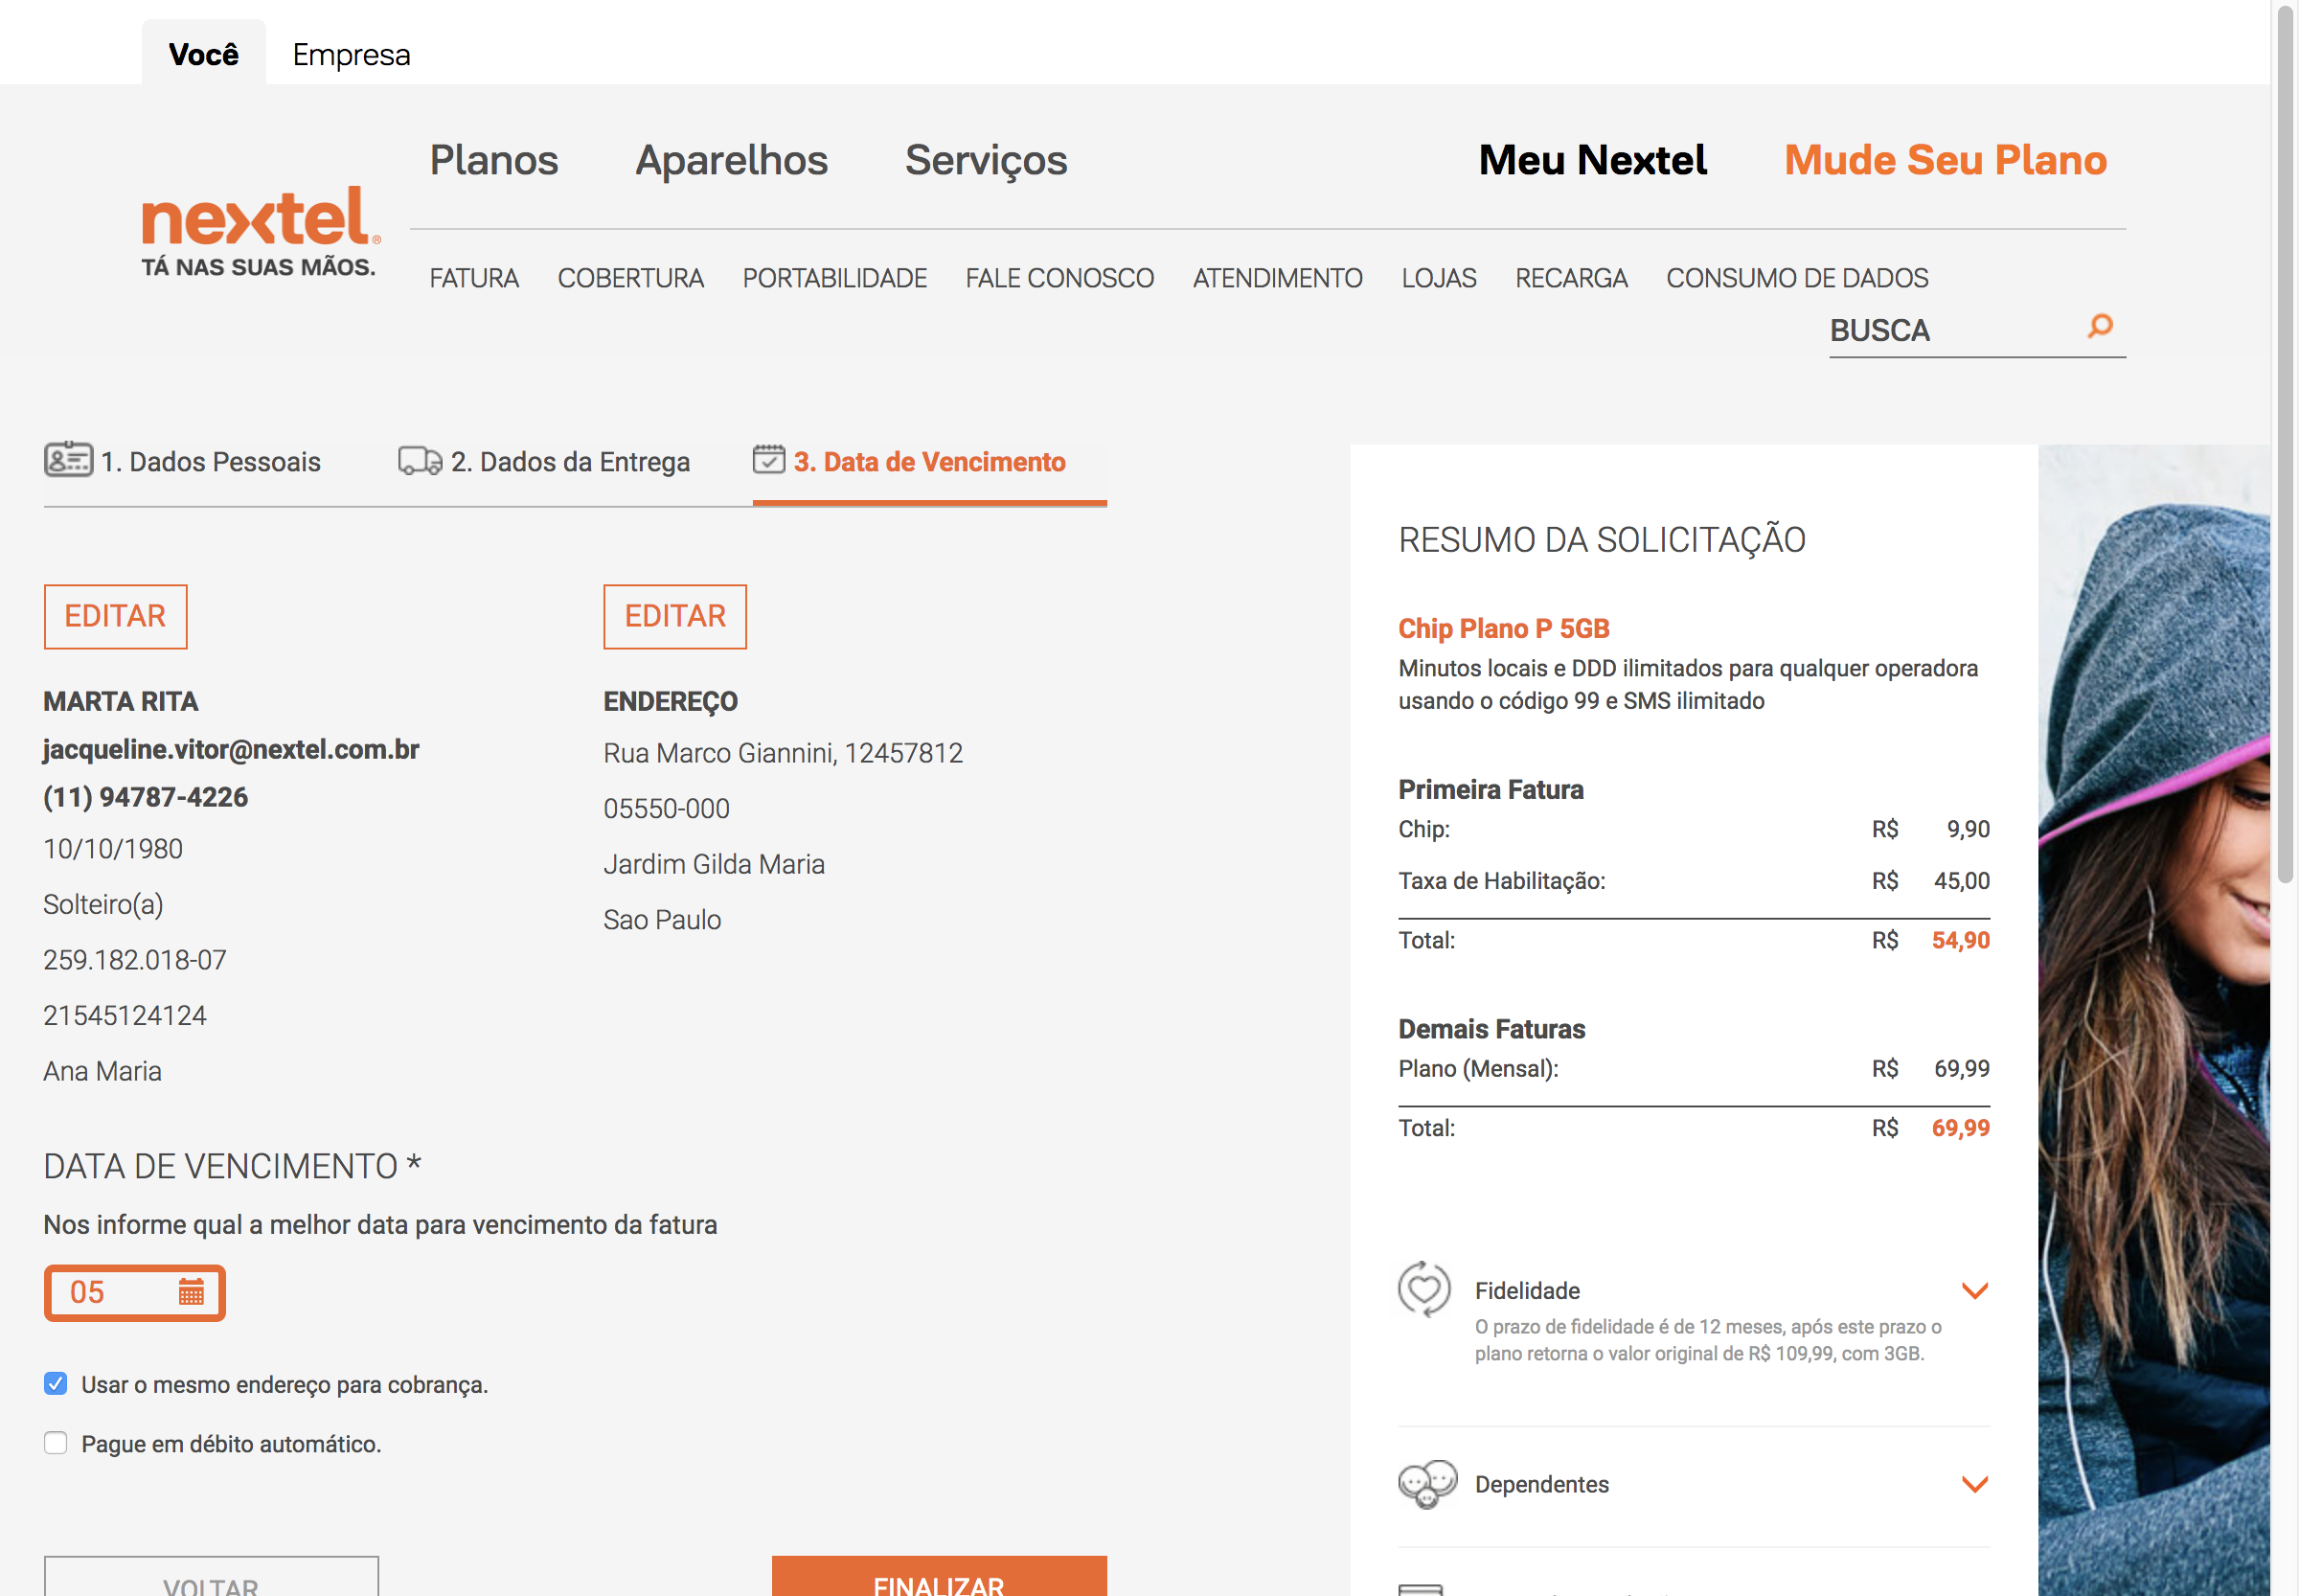 Você
Empresa
Planos
Aparelhos
Serviços
Meu Nextel
Mude Seu Plano
nextel®
TÁ NAS SUAS MÃOS.
FATURA
COBERTURA
PORTABILIDADE
FALE CONOSCO
ATENDIMENTO
LOJAS
RECARGA
CONSUMO DE DADOS
BUSCA
1. Dados Pessoais
2. Dados da Entrega
3. Data de Vencimento
EDITAR
MARTA RITA
jacqueline.vitor@nextel.com.br
(11) 94787-4226
10/10/1980
Solteiro(a)
259.182.018-07
21545124124
Ana Maria
EDITAR
ENDEREÇO
Rua Marco Giannini, 12457812
05550-000
Jardim Gilda Maria
Sao Paulo
DATA DE VENCIMENTO *
Nos informe qual a melhor data para vencimento da fatura
05
Usar o mesmo endereço para cobrança.
Pague em débito automático.
VOLTAR
FINALIZAR
RESUMO DA SOLICITAÇÃO
Chip Plano P 5GB
Minutos locais e DDD ilimitados para qualquer operadora
usando o código 99 e SMS ilimitado
Primeira Fatura
Chip: R$ 9,90
Taxa de Habilitação: R$ 45,00
Total: R$ 54,90
Demais Faturas
Plano (Mensal): R$ 69,99
Total: R$ 69,99
Fidelidade
O prazo de fidelidade é de 12 meses, após este prazo o
plano retorna o valor original de R$ 109,99, com 3GB.
Dependentes